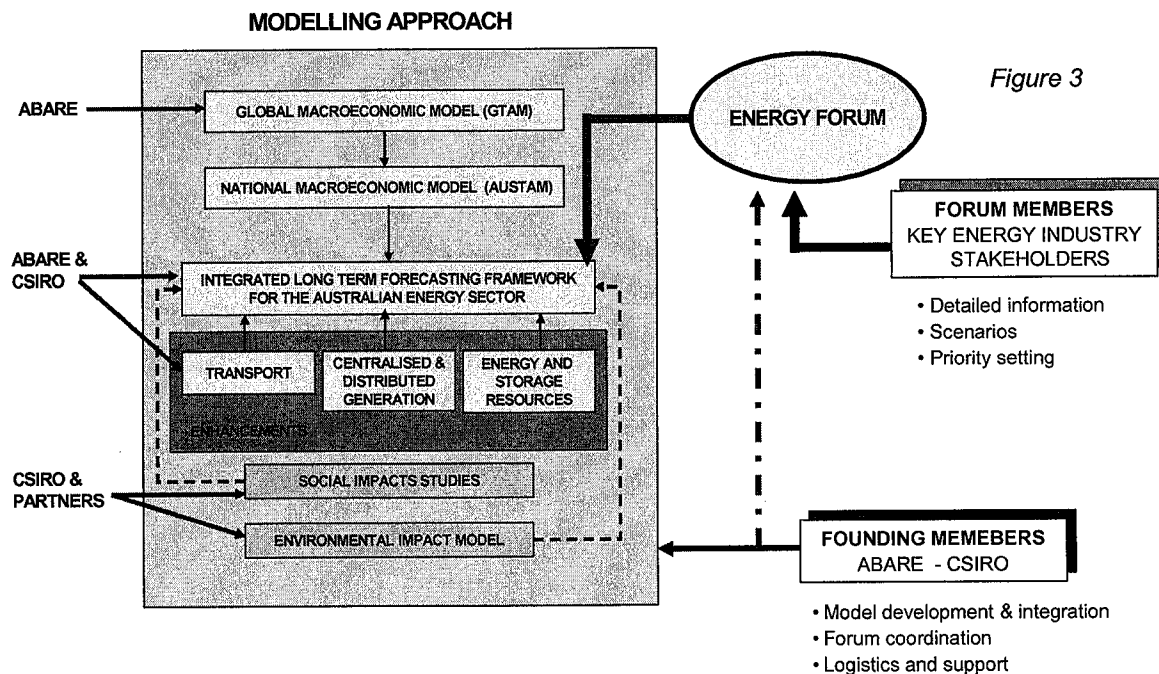 MODELLING APPROACH
Figure 3
ABARE
GLOBAL MACROECONOMIC MODEL (GTAM)
ENERGY FORUM
NATIONAL MACROECONOMIC MODEL (AUSTAM)
FORUM MEMBERS
KEY ENERGY INDUSTRY
STAKEHOLDERS
• Detailed information
• Scenarios
• Priority setting
ABARE &
CSIRO
INTEGRATED LONG TERM FORECASTING FRAMEWORK
FOR THE AUSTRALIAN ENERGY SECTOR
TRANSPORT
CENTRALISED &
DISTRIBUTED
GENERATION
ENERGY AND
STORAGE
RESOURCES
ENHANCEMENTS
CSIRO &
PARTNERS
SOCIAL IMPACTS STUDIES
ENVIRONMENTAL IMPACT MODEL
FOUNDING MEMEBERS
ABARE - CSIRO
• Model development & integration
• Forum coordination
• Logistics and support